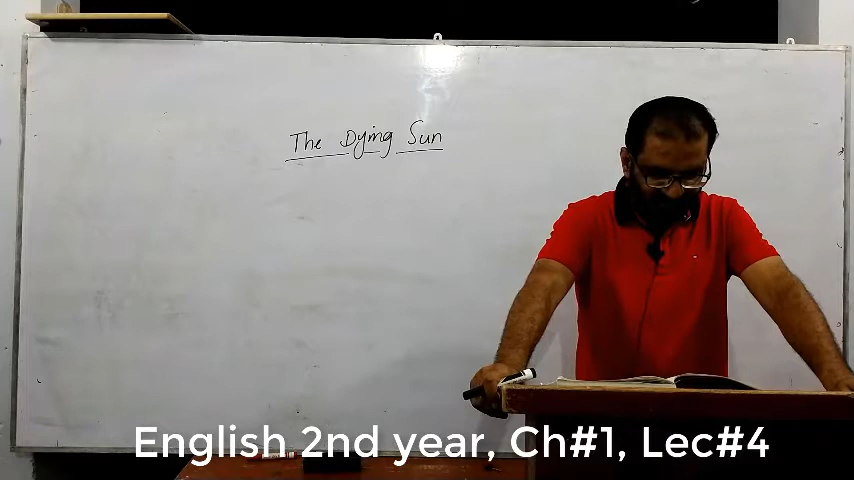 The Dying Sun
English 2nd year, Ch#1, Lec#4